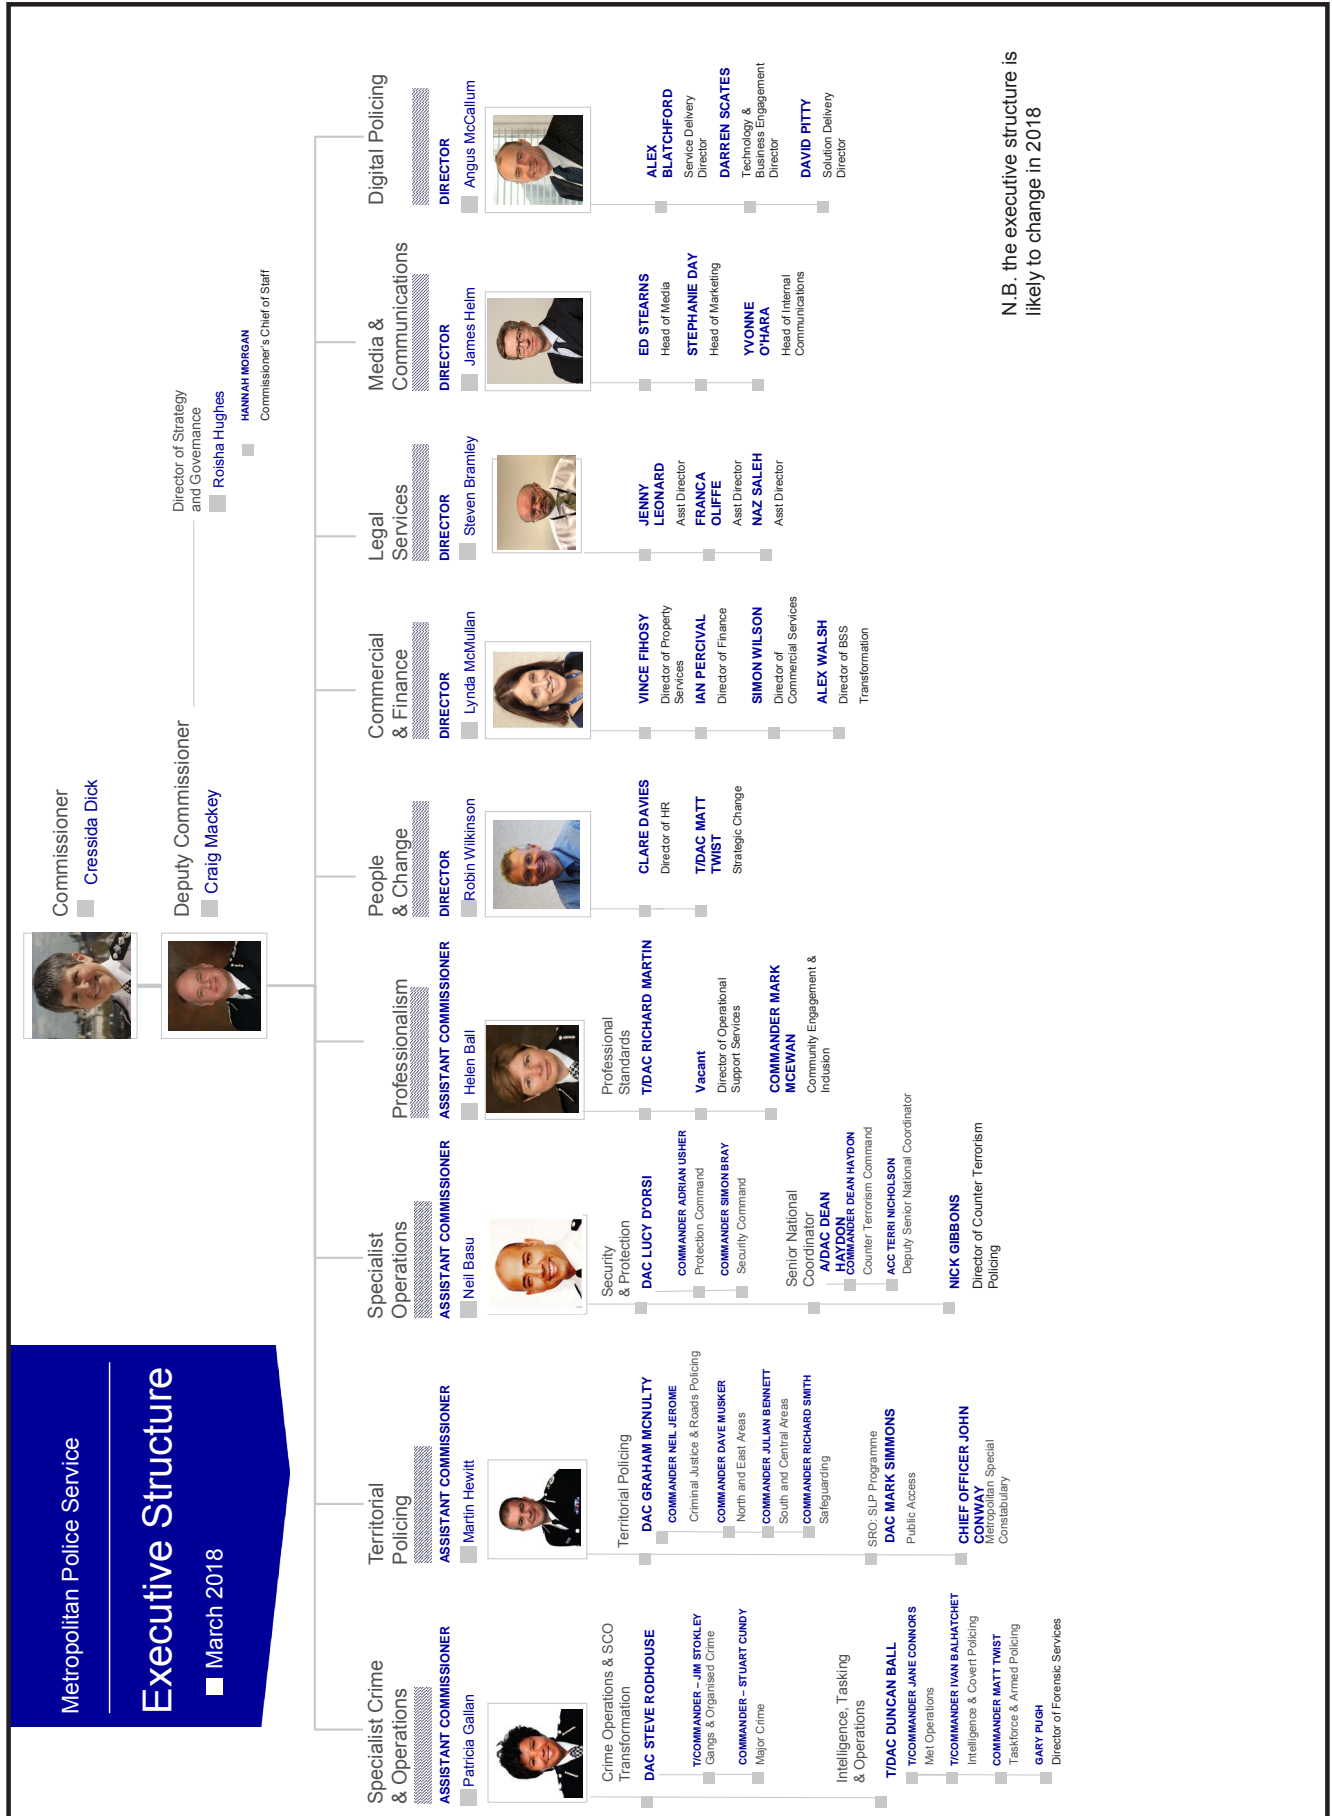 Metropolitan Police Service
Executive Structure
March 2018
Commissioner
Cressida Dick
Deputy Commissioner
Craig Mackey
Director of Strategy
and Governance
Roisha Hughes
HANNAH MORGAN
Commissioner's Chief of Staff
Specialist Crime
& Operations
ASSISTANT COMMISSIONER
Patricia Gallan
Crime Operations & SCO
Transformation
DAC STEVE RODHOUSE
T/COMMANDER – JIM STOKLEY
Gangs & Organised Crime
COMMANDER – STUART CUNDY
Major Crime
Intelligence, Tasking
& Operations
T/DAC DUNCAN BALL
T/COMMANDER JANE CONNORS
Met Operations
T/COMMANDER IVAN BALHATCHET
Intelligence & Covert Policing
COMMANDER MATT TWIST
Taskforce & Armed Policing
GARY PUGH
Director of Forensic Services
Territorial
Policing
ASSISTANT COMMISSIONER
Martin Hewitt
Territorial Policing
DAC GRAHAM MCNULTY
COMMANDER NEIL JEROME
Criminal Justice & Roads Policing
COMMANDER DAVE MUSKER
North and East Areas
COMMANDER JULIAN BENNETT
South and Central Areas
COMMANDER RICHARD SMITH
Safeguarding
SRO: SLP Programme
DAC MARK SIMMONS
Public Access
CHIEF OFFICER JOHN
CONWAY
Metropolitan Special
Constabulary
Specialist
Operations
ASSISTANT COMMISSIONER
Neil Basu
Security
& Protection
DAC LUCY D'ORSI
COMMANDER ADRIAN USHER
Protection Command
COMMANDER SIMON BRAY
Security Command
Senior National
Coordinator
A/DAC DEAN
HAYDON
COMMANDER DEAN HAYDON
Counter Terrorism Command
ACC TERRI NICHOLSON
Deputy Senior National Coordinator
NICK GIBBONS
Director of Counter Terrorism
Policing
Professionalism
ASSISTANT COMMISSIONER
Helen Ball
Professional
Standards
T/DAC RICHARD MARTIN
Vacant
Director of Operational
Support Services
COMMANDER MARK
MCEWAN
Community Engagement &
Inclusion
People
& Change
DIRECTOR
Robin Wilkinson
CLARE DAVIES
Director of HR
T/DAC MATT
TWIST
Strategic Change
Commercial
& Finance
DIRECTOR
Lynda McMullan
VINCE FIHOSY
Director of Property
Services
IAN PERCIVAL
Director of Finance
SIMON WILSON
Director of
Commercial Services
ALEX WALSH
Director of BSS
Transformation
Legal
Services
DIRECTOR
Steven Bramley
JENNY
LEONARD
Asst Director
FRANCA
OLIFFE
Asst Director
NAZ SALEH
Asst Director
Media &
Communications
DIRECTOR
James Helm
ED STEARNS
Head of Media
STEPHANIE DAY
Head of Marketing
YVONNE
O'HARA
Head of Internal
Communications
Digital Policing
DIRECTOR
Angus McCallum
ALEX
BLATCHFORD
Service Delivery
Director
DARREN SCATES
Technology &
Business Engagement
Director
DAVID PITTY
Solution Delivery
Director
N.B. the executive structure is
likely to change in 2018